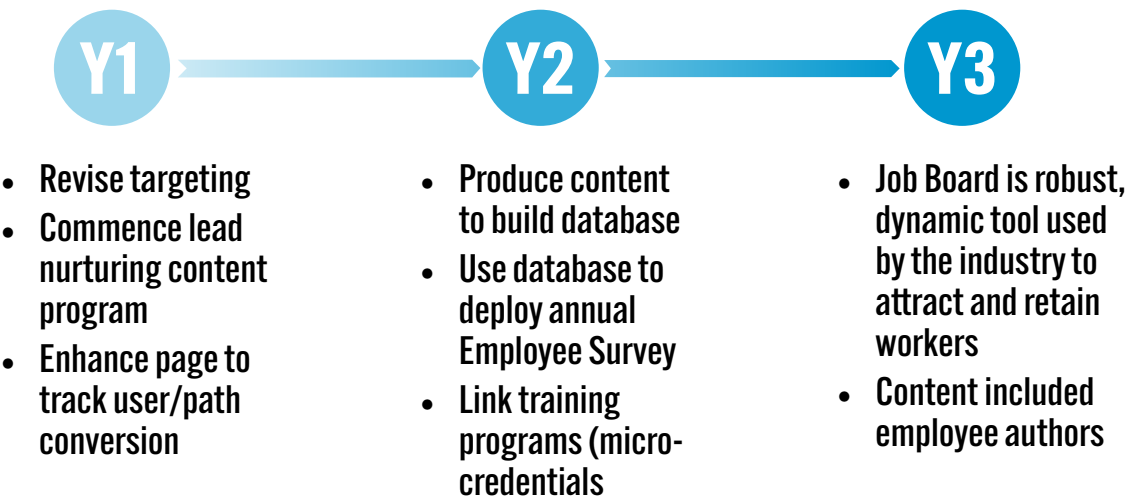 Y1
Y2
Y3
• Revise targeting
• Commence lead
nurturing content
program
• Enhance page to
track user/path
conversion
• Produce content
to build database
• Use database to
deploy annual
Employee Survey
• Link training
programs (micro-
credentials
• Job Board is robust,
dynamic tool used
by the industry to
attract and retain
workers
• Content included
employee authors